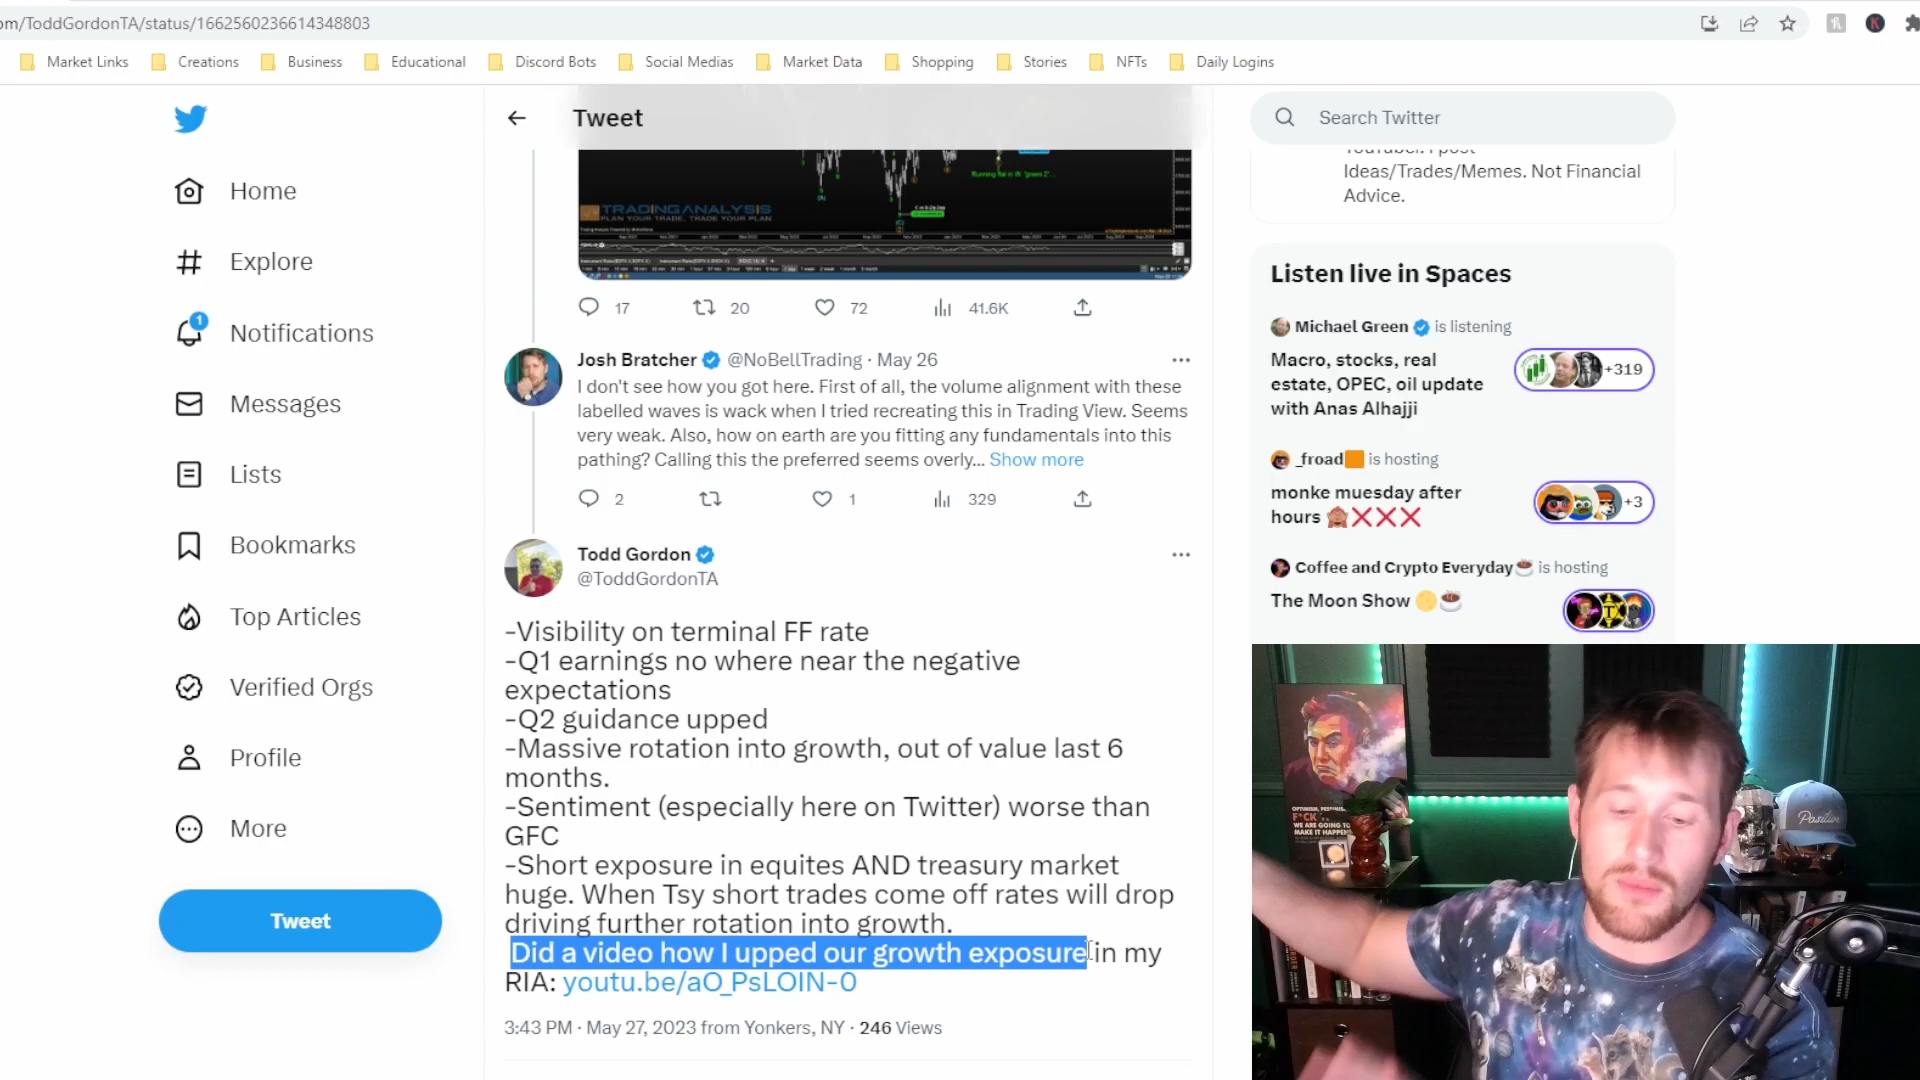 om/ToddGordonTA/status/1662560236614348803
Market Links
Creations
Business
Educational
Discord Bots
Social Medias
Market Data
Shopping
Stories
NFTs
Daily Logins
Home
Explore
1
Notifications
Messages
Lists
Bookmarks
Top Articles
Verified Orgs
Profile
More
Tweet
Tweet
TRADINGANALYSIS
PLAN YOUR TRADE, TRADE YOUR PLAN
17
20
72
41.6K
Josh Bratcher @NoBellTrading · May 26
I don't see how you got here. First of all, the volume alignment with these
labelled waves is wack when I tried recreating this in Trading View. Seems
very weak. Also, how on earth are you fitting any fundamentals into this
pathing? Calling this the preferred seems overly... Show more
2
1
329
Todd Gordon
@ToddGordonTA
-Visibility on terminal FF rate
-Q1 earnings no where near the negative
expectations
-Q2 guidance upped
-Massive rotation into growth, out of value last 6
months.
-Sentiment (especially here on Twitter) worse than
GFC
-Short exposure in equites AND treasury market
huge. When Tsy short trades come off rates will drop
driving further rotation into growth.
Did a video how I upped our growth exposure in my
RIA: youtu.be/aO_PsLOIN-0
3:43 PM · May 27, 2023 from Yonkers, NY · 246 Views
Search Twitter
Ideas/Trades/Memes. Not Financial
Advice.
Listen live in Spaces
Michael Green is listening
Macro, stocks, real
estate, OPEC, oil update
with Anas Alhajji
+319
_froad is hosting
monke muesday after
hours
+3
Coffee and Crypto Everyday is hosting
The Moon Show
F*CK
WE ARE GOING TO
MAKE IT HAPPEN
Positive